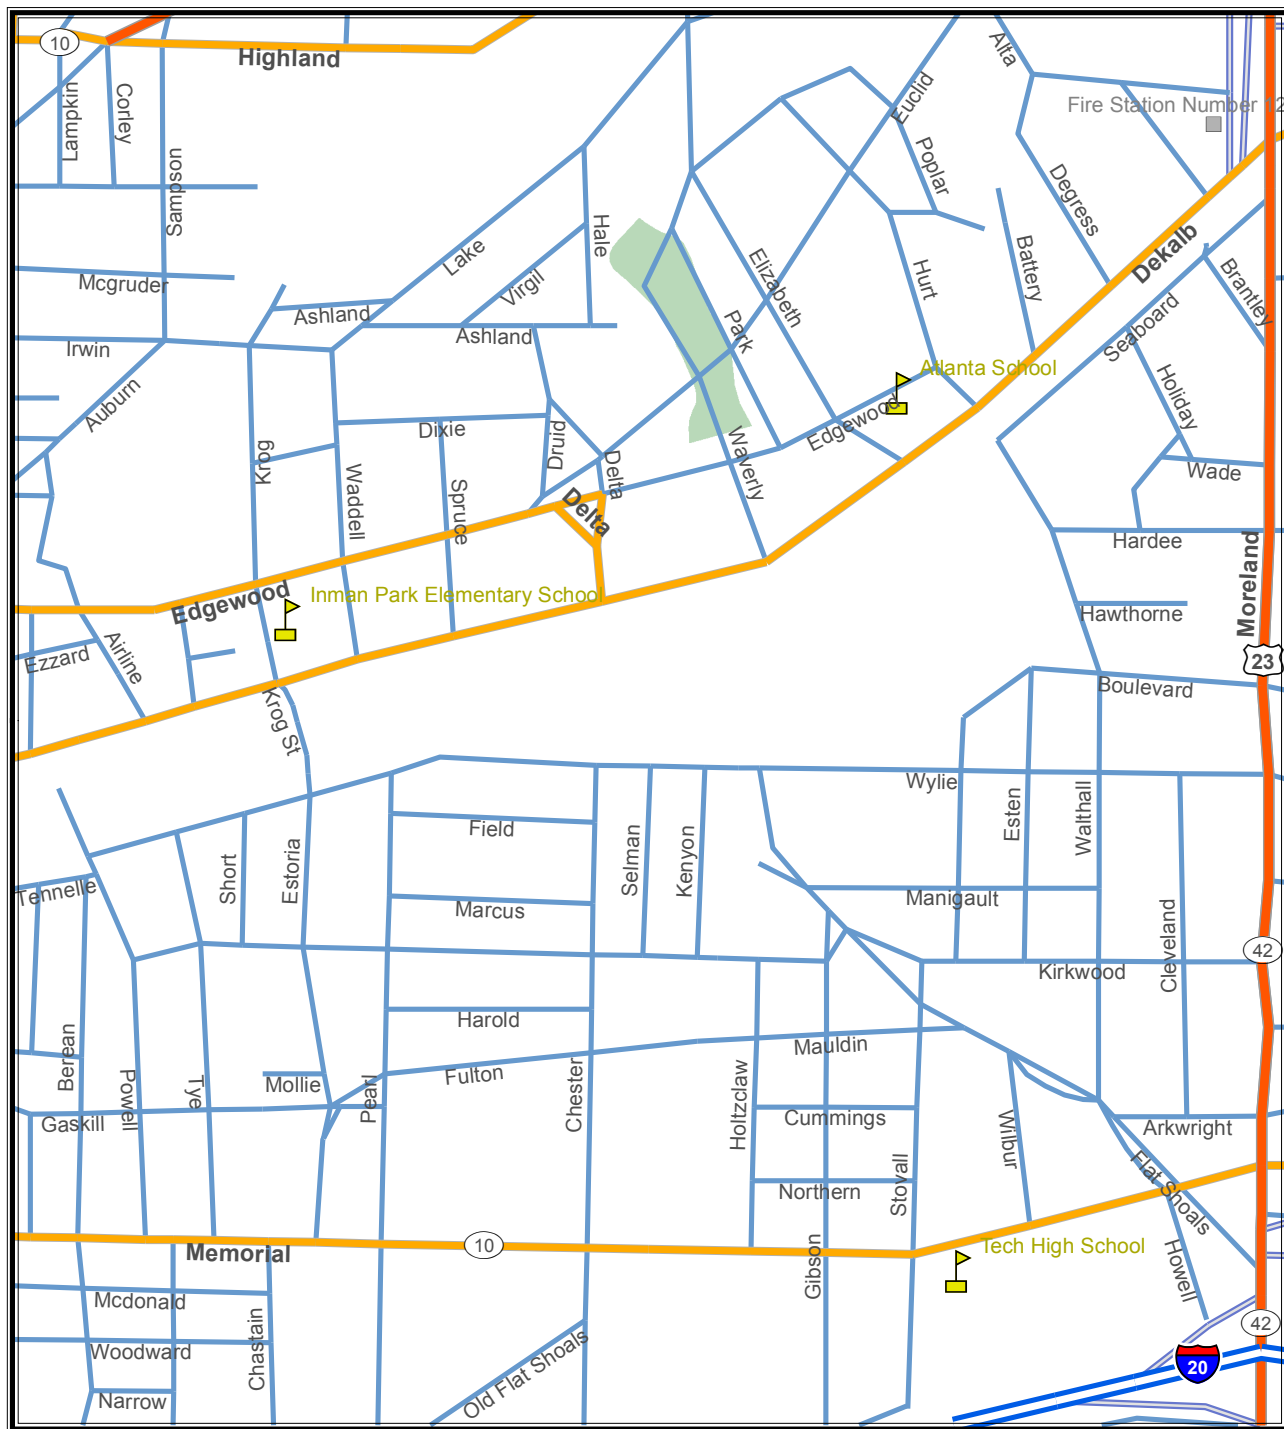 10
Highland
Alta
Lampkin
Corley
Euclid
Fire Station Number 12
Sampson
Poplar
Degress
Hale
Lake
Dekalb
Mcgruder
Virgil
Elizabeth
Hurt
Battery
Brantley
Ashland
Ashland
Park
Seaboard
Irwin
Atlanta School
Auburn
Holiday
Dixie
Druid
Edgewood
Krog
Waddell
Spruce
Delta
Waverly
Wade
Delta
Hardee
Moreland
Edgewood
Inman Park Elementary School
Hawthorne
Ezzard
Airline
23
Boulevard
Krog St
Wylie
Field
Esten
Walthall
Short
Estoria
Selman
Kenyon
Tennelle
Marcus
Manigault
Cleveland
42
Kirkwood
Harold
Berean
Powell
Tye
Mollie
Pearl
Fulton
Chester
Mauldin
Holtzclaw
Cummings
Wilbur
Gaskill
Arkwright
Flat Shoals
Northern
Stovall
Memorial
10
Gibson
Tech High School
Howell
Mcdonald
Chastain
42
Woodward
Old Flat Shoals
20
Narrow